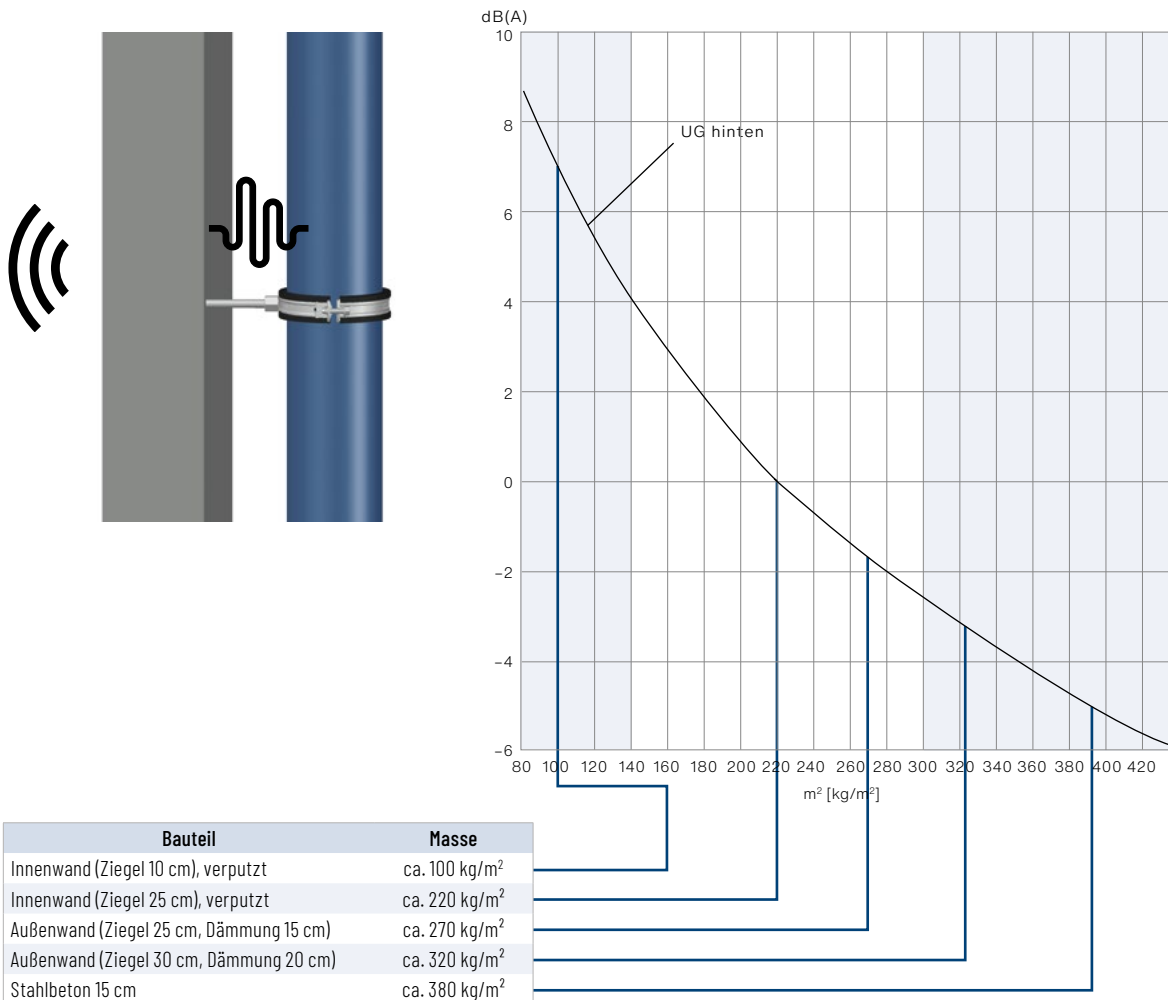 dB(A)
10
8
6
4
2
0
–2
–4
–6
UG hinten
80 100 120 140 160 180 200 220 240 260 280 300 320 340 360 380 400 420
m² [kg/m²]
Bauteil Masse
Innenwand (Ziegel 10 cm), verputzt ca. 100 kg/m²
Innenwand (Ziegel 25 cm), verputzt ca. 220 kg/m²
Außenwand (Ziegel 25 cm, Dämmung 15 cm) ca. 270 kg/m²
Außenwand (Ziegel 30 cm, Dämmung 20 cm) ca. 320 kg/m²
Stahlbeton 15 cm ca. 380 kg/m²